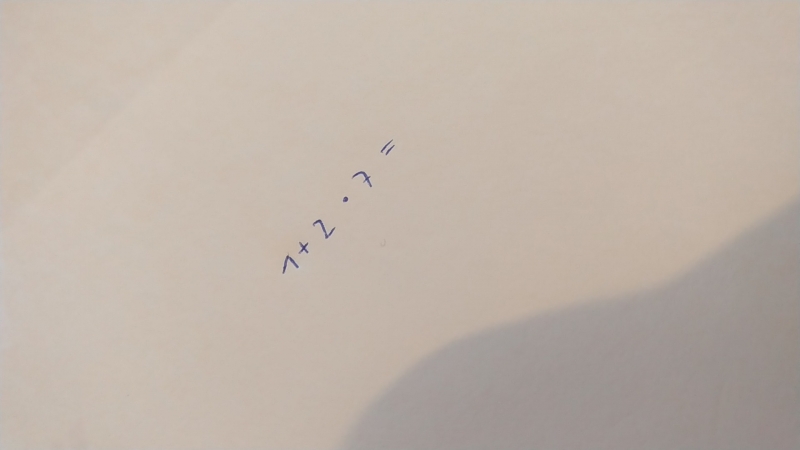 1 + 2 · 7 =